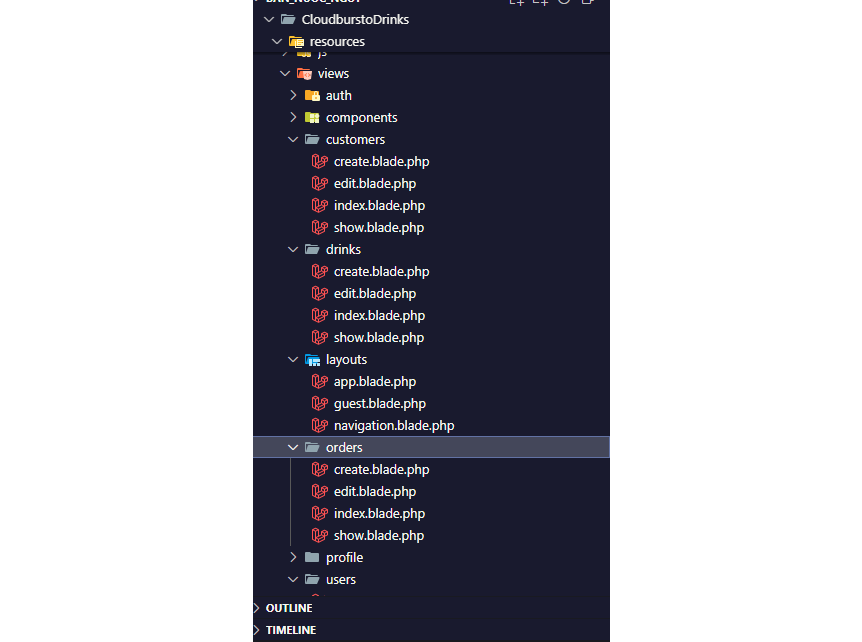 BAN_NUOC_NGOT
CloudburstoDrinks
resources
js
views
auth
components
customers
create.blade.php
edit.blade.php
index.blade.php
show.blade.php
drinks
create.blade.php
edit.blade.php
index.blade.php
show.blade.php
layouts
app.blade.php
guest.blade.php
navigation.blade.php
orders
create.blade.php
edit.blade.php
index.blade.php
show.blade.php
profile
users
OUTLINE
TIMELINE